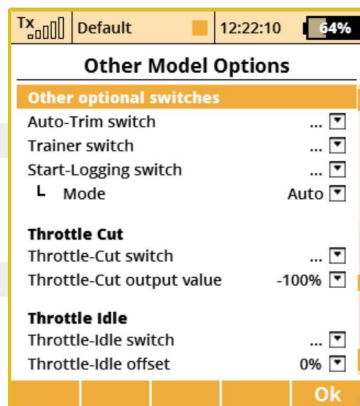 Tx Default 12:22:10 64%
Other Model Options
Other optional switches
Auto-Trim switch ...
Trainer switch ...
Start-Logging switch ...
Mode Auto
Throttle Cut
Throttle-Cut switch ...
Throttle-Cut output value -100%
Throttle Idle
Throttle-Idle switch ...
Throttle-Idle offset 0%
Ok